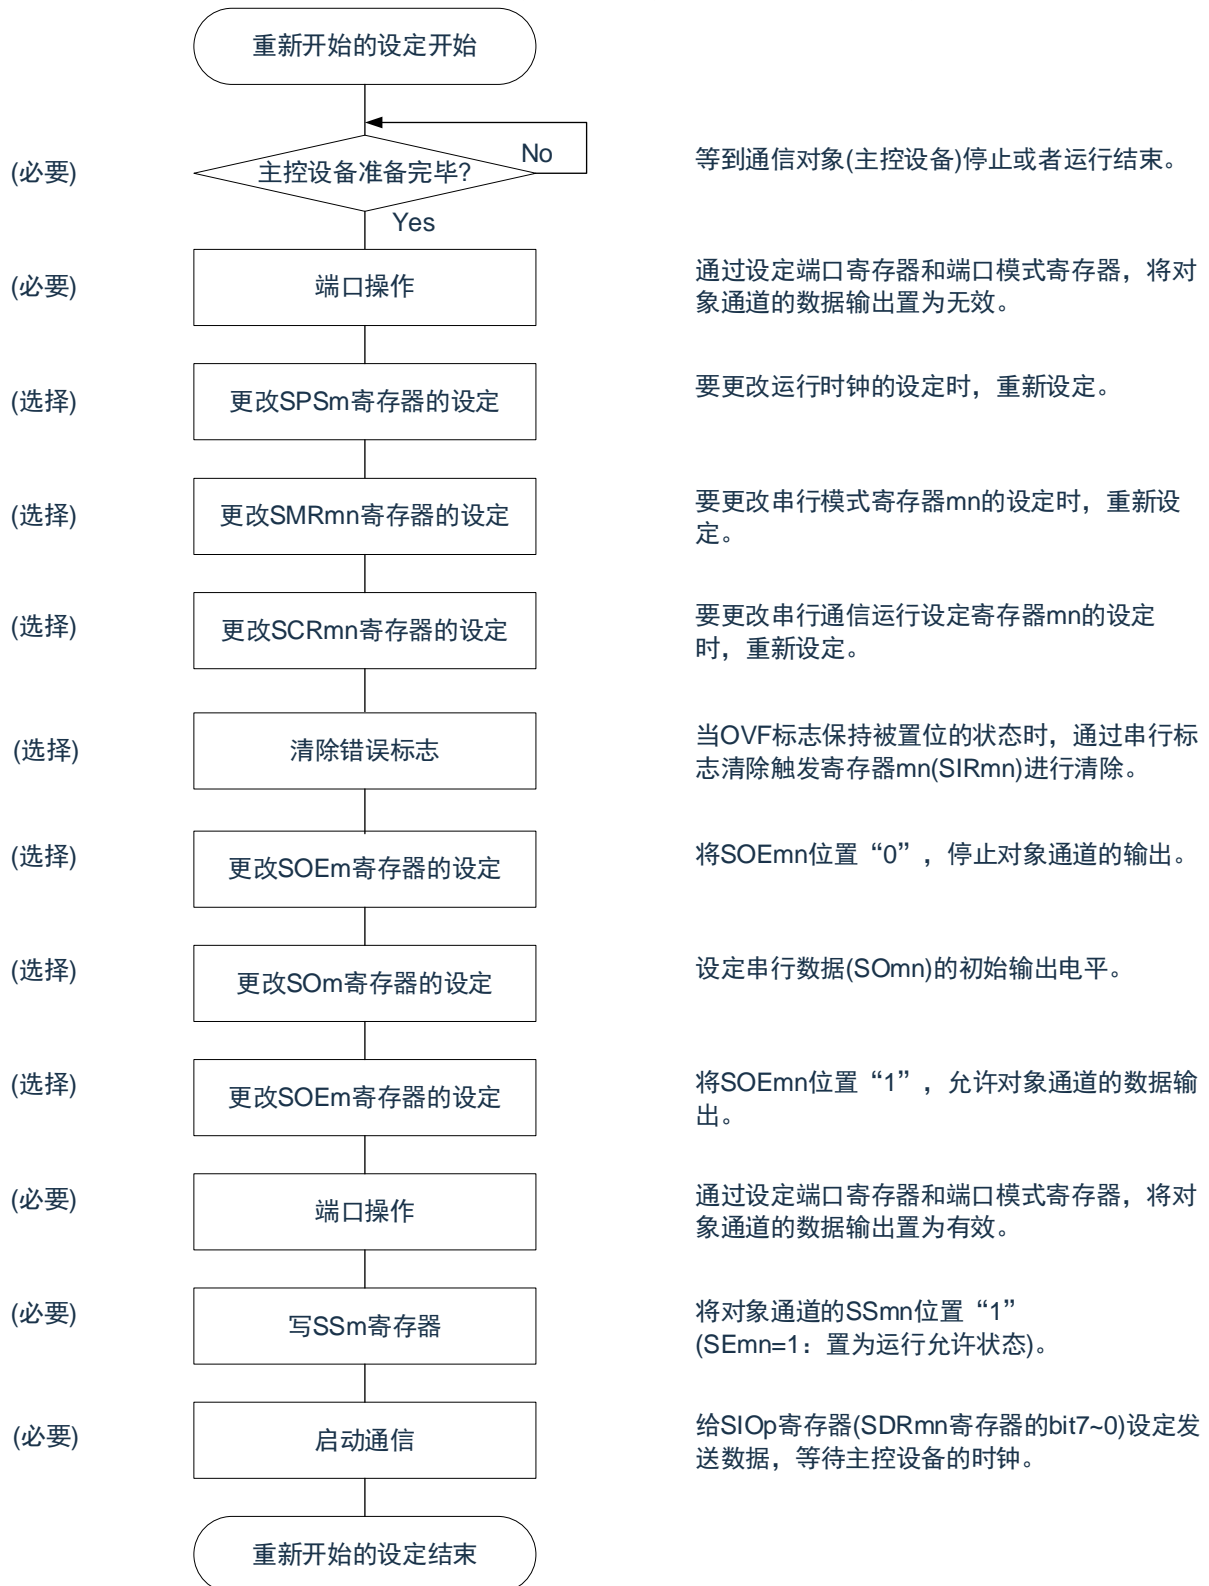 重新开始的设定开始
(必要)
主控设备准备完毕?
No
等到通信对象(主控设备)停止或者运行结束。
Yes
(必要)
端口操作
通过设定端口寄存器和端口模式寄存器，将对
象通道的数据输出置为无效。
(选择)
更改SPSm寄存器的设定
要更改运行时钟的设定时，重新设定。
(选择)
更改SMRmn寄存器的设定
要更改串行模式寄存器mn的设定时，重新设
定。
(选择)
更改SCRmn寄存器的设定
要更改串行通信运行设定寄存器mn的设定
时，重新设定。
(选择)
清除错误标志
当OVF标志保持被置位的状态时，通过串行标
志清除触发寄存器mn(SIRmn)进行清除。
(选择)
更改SOEm寄存器的设定
将SOEmn位置“0”，停止对象通道的输出。
(选择)
更改SOm寄存器的设定
设定串行数据(SOmn)的初始输出电平。
(选择)
更改SOEm寄存器的设定
将SOEmn位置“1”，允许对象通道的数据输
出。
(必要)
端口操作
通过设定端口寄存器和端口模式寄存器，将对
象通道的数据输出置为有效。
(必要)
写SSm寄存器
将对象通道的SSmn位置“1”
(SEmn=1：置为运行允许状态)。
(必要)
启动通信
给SIOp寄存器(SDRmn寄存器的bit7~0)设定发
送数据，等待主控设备的时钟。
重新开始的设定结束